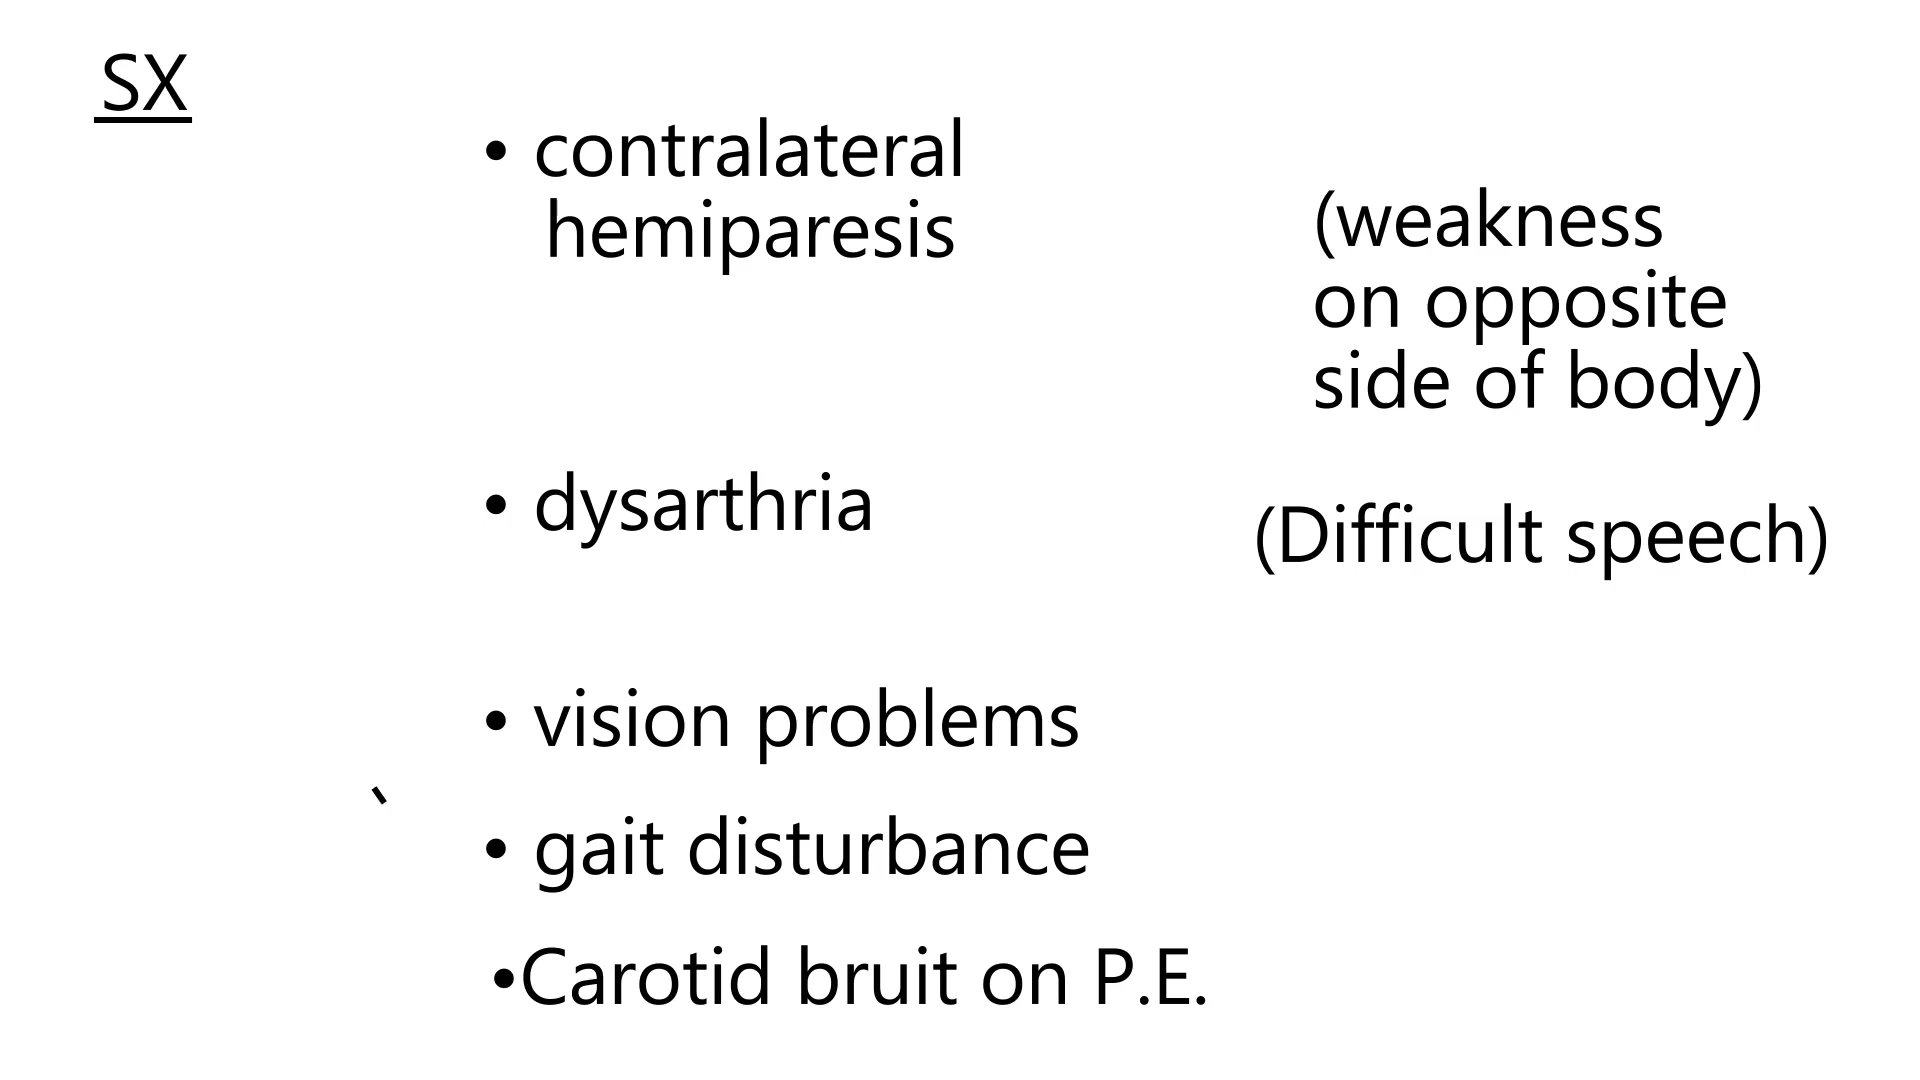 SX
• contralateral
hemiparesis
(weakness
on opposite
side of body)
• dysarthria
(Difficult speech)
• vision problems
• gait disturbance
•Carotid bruit on P.E.